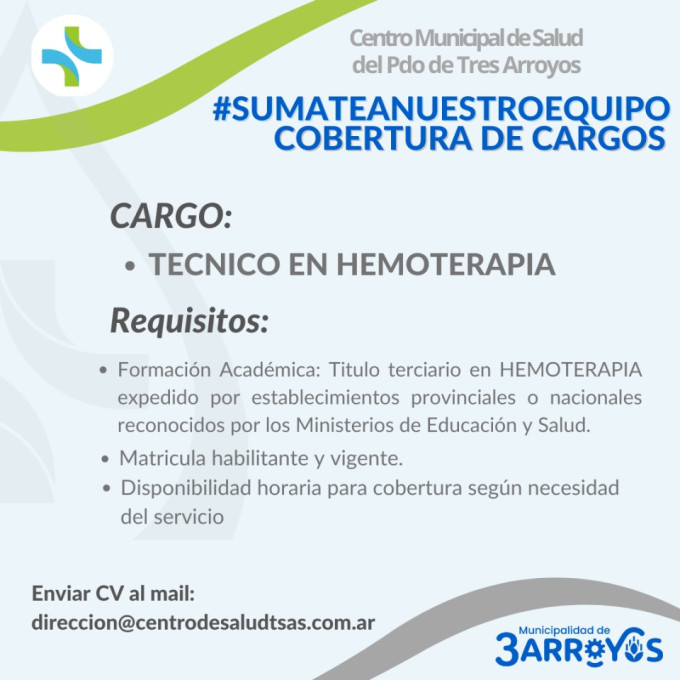 Centro Municipal de Salud
del Pdo de Tres Arroyos
#SUMATEANUESTROEQUIPO
COBERTURA DE CARGOS
CARGO:
• TECNICO EN HEMOTERAPIA
Requisitos:
• Formación Académica: Titulo terciario en HEMOTERAPIA
expedido por establecimientos provinciales o nacionales
reconocidos por los Ministerios de Educación y Salud.
• Matricula habilitante y vigente.
• Disponibilidad horaria para cobertura según necesidad
del servicio
Enviar CV al mail:
direccion@centrodesaludtsas.com.ar
Municipalidad de
3ARROYOS